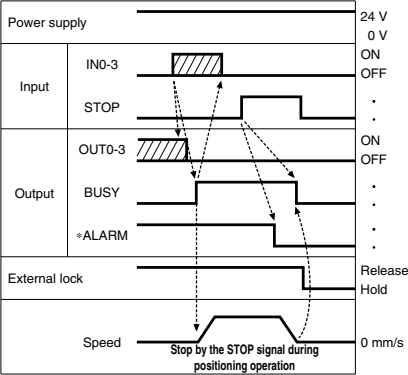 Power supply
24 V
0 V
Input
IN0-3
ON
OFF
STOP
Output
OUT0-3
ON
OFF
BUSY
*ALARM
External lock
Release
Hold
Speed
0 mm/s
Stop by the STOP signal during
positioning operation